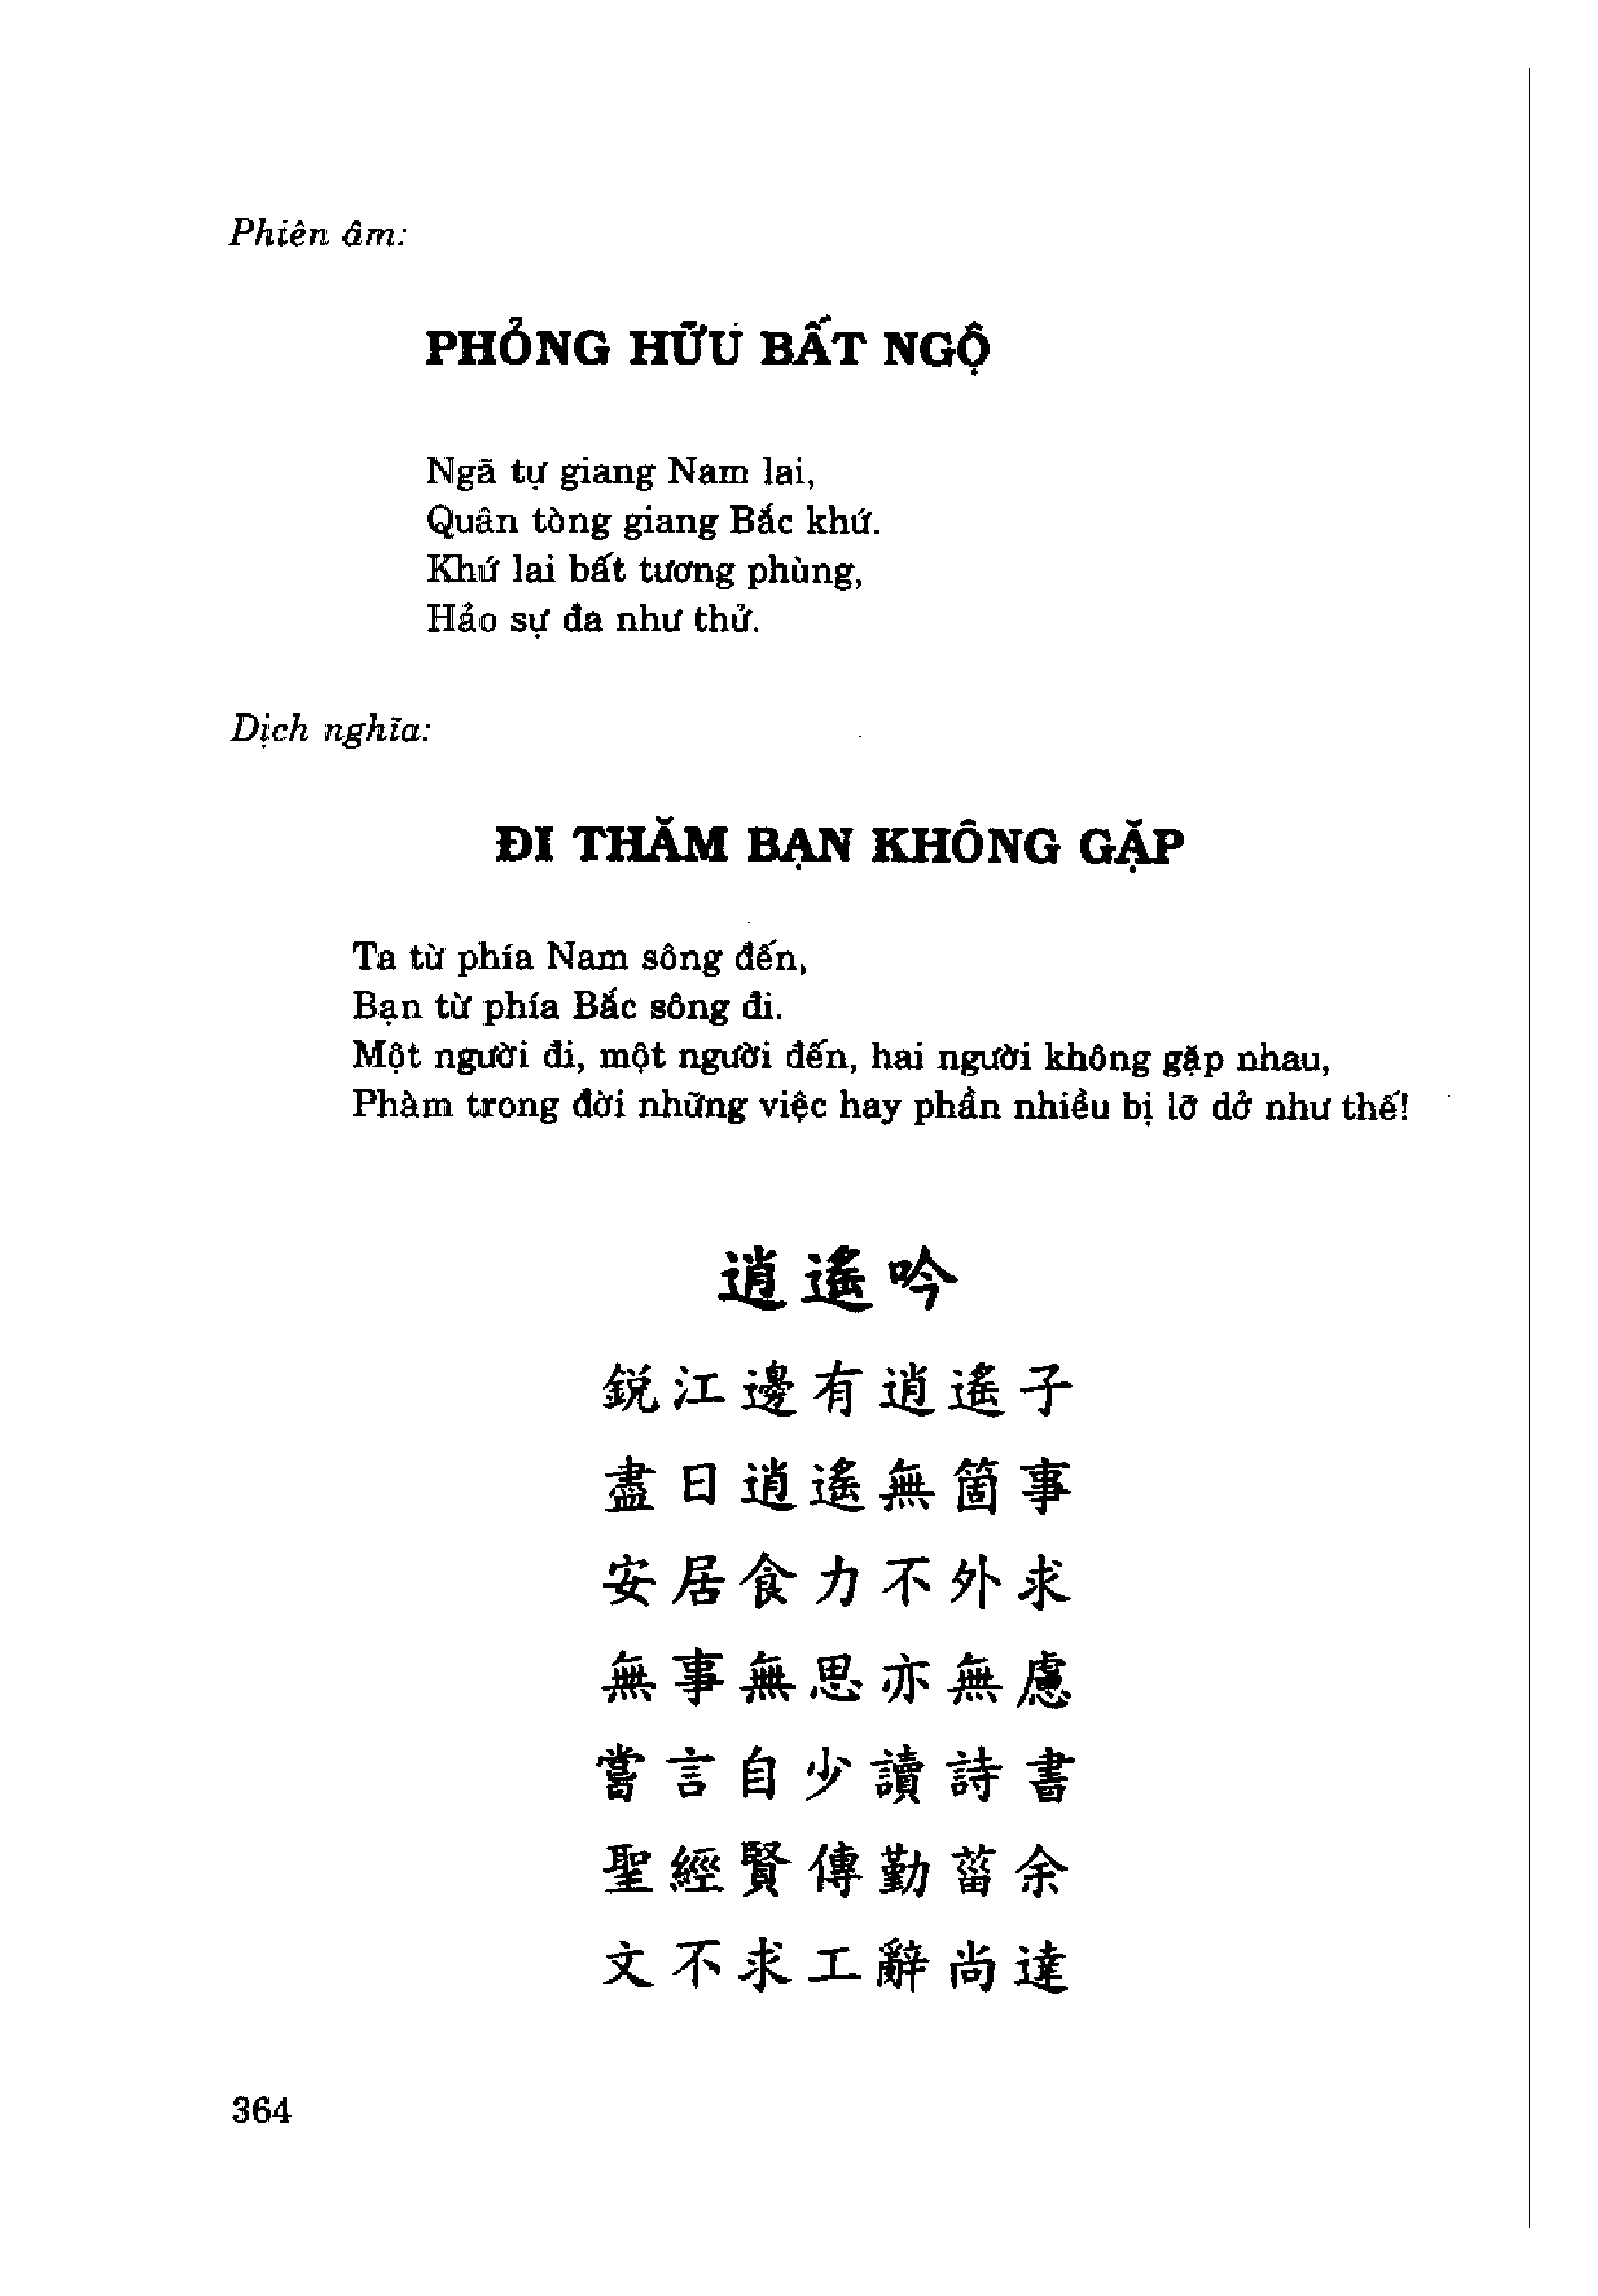 Phiên âm:
PHỎNG HỮU BẤT NGỘ
Ngã tự giang Nam lai,
Quân tòng giang Bắc khứ.
Khứ lai bất tương phùng,
Hảo sự đa như thử.
Dịch nghĩa:
ĐI THĂM BẠN KHÔNG GẶP
Ta từ phía Nam sông đến,
Bạn từ phía Bắc sông đi.
Một người đi, một người đến, hai người không gặp nhau,
Phàm trong đời những việc hay phần nhiều bị lỡ dở như thế!
逍遙吟
鋭江邊有逍遙子
盡日逍遙無箇事
安居食力不外求
無事無思亦無慮
嘗言自少讀詩書
聖經賢傳勤菑余
文不求工辭尚達
364